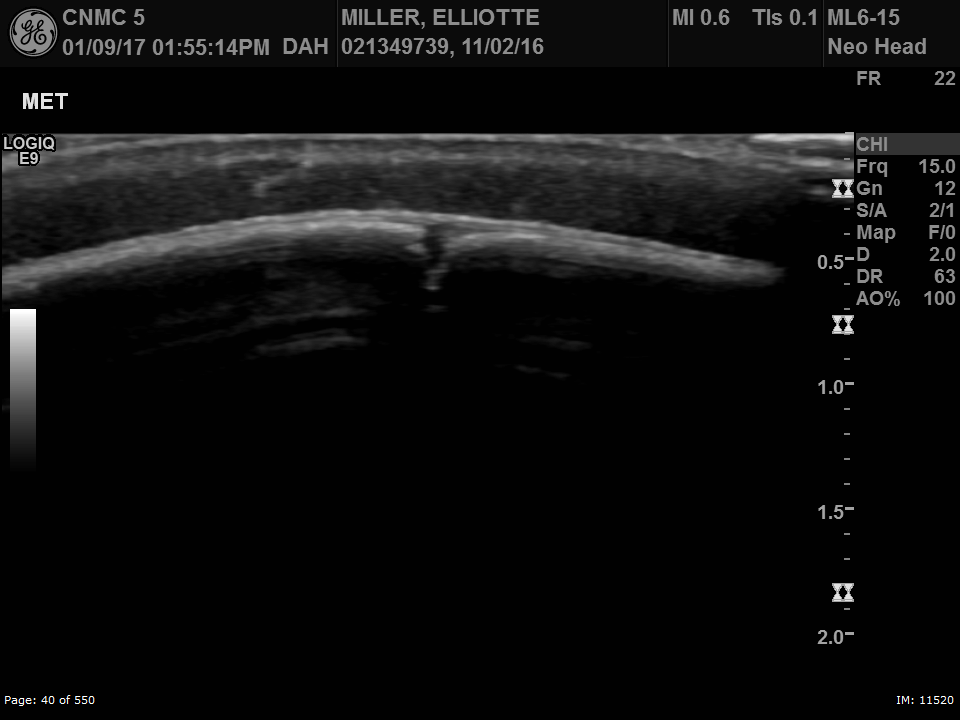 CNMC 5
01/09/17 01:55:14PM DAH
MILLER, ELLIOTTE
021349739, 11/02/16
MI 0.6 TIs 0.1
ML6-15
Neo Head
FR 22
MET
LOGIQ
E9
CHI
Frq 15.0
Gn 12
S/A 2/1
Map F/0
D 2.0
DR 63
AO% 100
0.5
1.0
1.5
2.0
Page: 40 of 550
IM: 11520